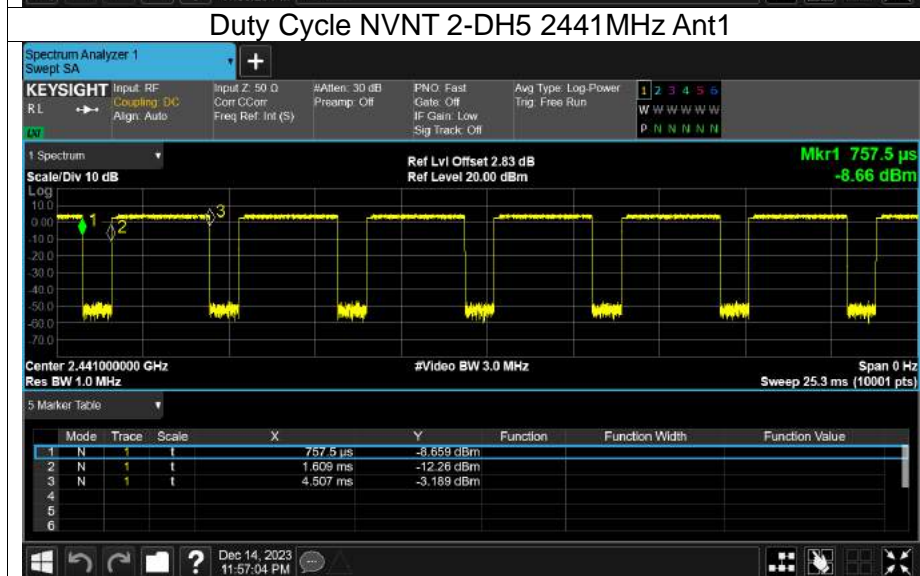 Duty Cycle NVNT 2-DH5 2441MHz Ant1
Spectrum Analyzer 1
Swept SA
+
KEYSIGHT Input: RF Input Z: 50 Ω #Atten: 30 dB PNO: Fast Avg Type: Log-Power 1 2 3 4 5 6
RL Coupling: DC Corr CCorr Preamp: Off Gate: Off Trig: Free Run W W W W W W
Align: Auto Freq Ref: Int (S) IF Gain: Low P N N N N N
LXI Sig Track: Off
1 Spectrum Ref Lvl Offset 2.83 dB Mkr1 757.5 µs
Scale/Div 10 dB Ref Level 20.00 dBm -8.66 dBm
Log
10.0
0.00
-10.0
-20.0
-30.0
-40.0
-50.0
-60.0
-70.0
1
2
3
Center 2.441000000 GHz #Video BW 3.0 MHz Span 0 Hz
Res BW 1.0 MHz Sweep 25.3 ms (10001 pts)
5 Marker Table
Mode Trace Scale X Y Function Function Width Function Value
1 N 1 t 757.5 µs -8.659 dBm
2 N 1 t 1.609 ms -12.26 dBm
3 N 1 t 4.507 ms -3.189 dBm
4
5
6
? Dec 14, 2023
11:57:04 PM